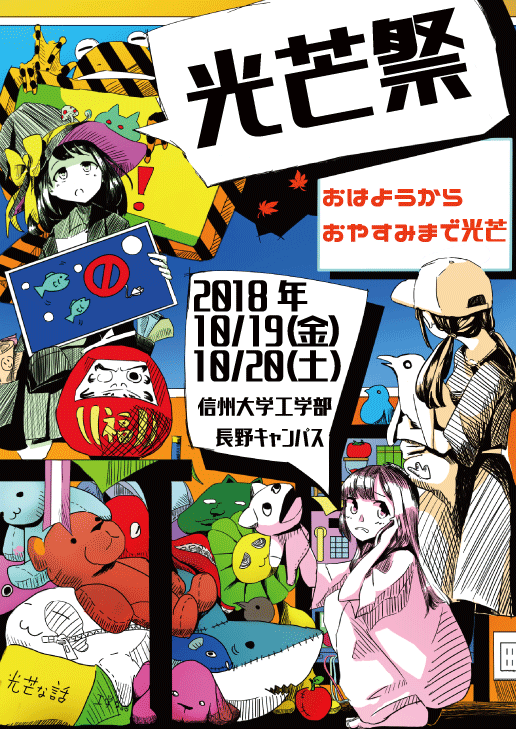 光芒祭
おはようから
おやすみまで光芒
!
2018年
10/19(金)
10/20(土)
信州大学工学部
長野キャンパス
福
光芒な話